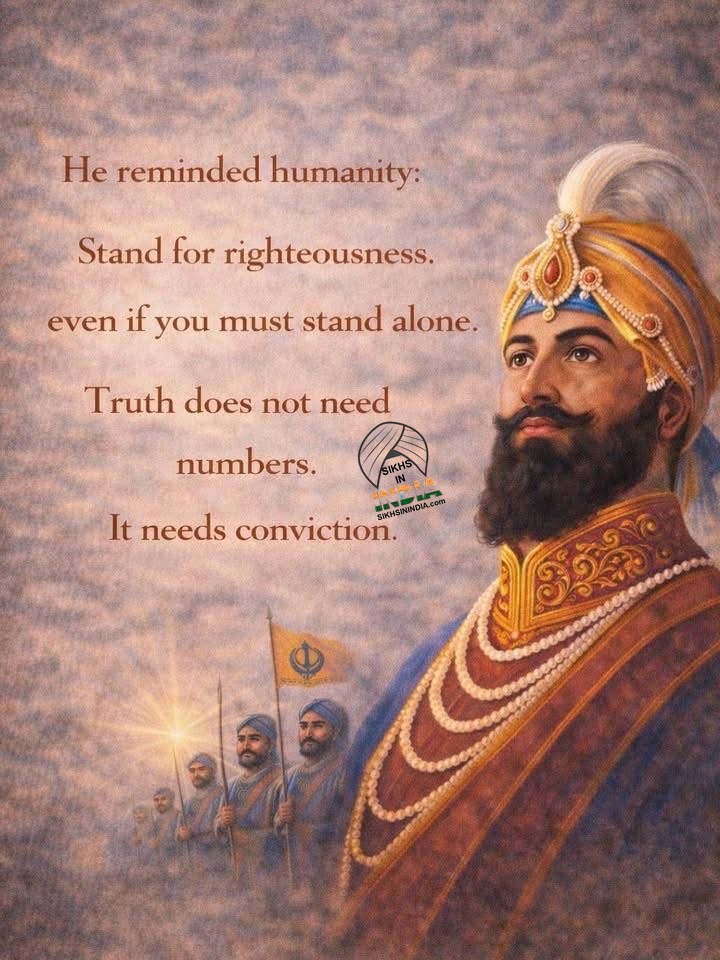 He reminded humanity:
Stand for righteousness.
even if you must stand alone.
Truth does not need
numbers.
It needs conviction.
SIKHS
IN
INDIA
SIKHSININDIA.com